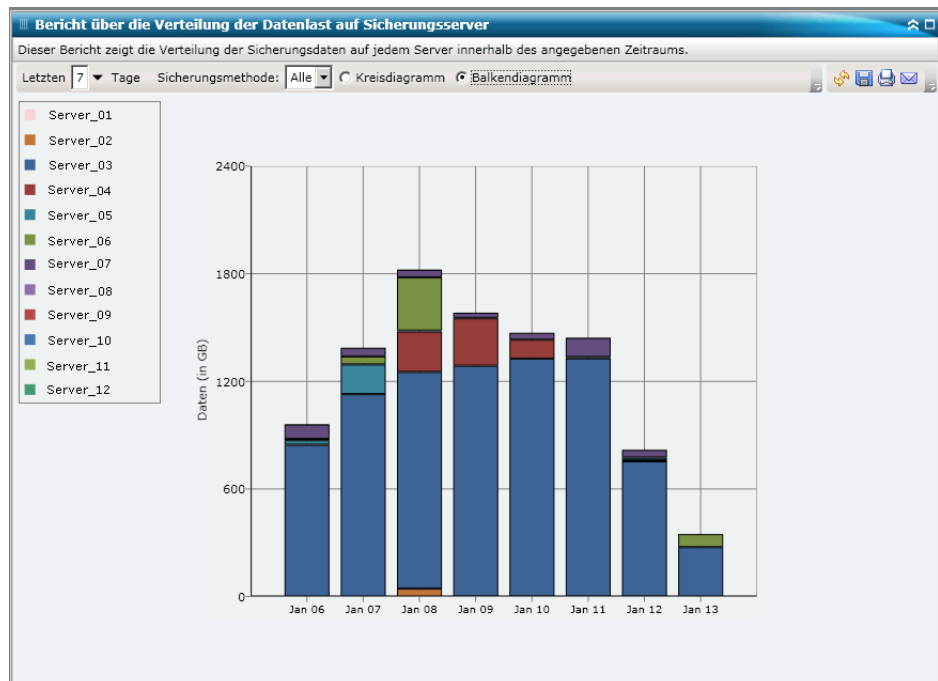 Bericht über die Verteilung der Datenlast auf Sicherungsserver
Dieser Bericht zeigt die Verteilung der Sicherungsdaten auf jedem Server innerhalb des angegebenen Zeitraums.
Letzten 7 Tage Sicherungsmethode: Alle Kreisdiagramm Balkendiagramm
Server_01
Server_02
Server_03
Server_04
Server_05
Server_06
Server_07
Server_08
Server_09
Server_10
Server_11
Server_12
Daten (in GB)
2400
1800
1200
600
0
Jan 06 Jan 07 Jan 08 Jan 09 Jan 10 Jan 11 Jan 12 Jan 13